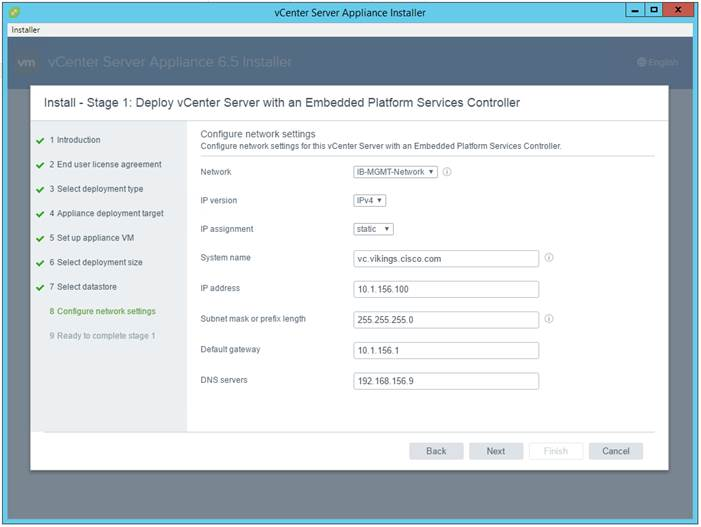 vCenter Server Appliance Installer
Installer
vm vCenter Server Appliance 6.5 Installer
English
Install - Stage 1: Deploy vCenter Server with an Embedded Platform Services Controller
1 Introduction
2 End user license agreement
3 Select deployment type
4 Appliance deployment target
5 Set up appliance VM
6 Select deployment size
7 Select datastore
8 Configure network settings
9 Ready to complete stage 1
Configure network settings
Configure network settings for this vCenter Server with an Embedded Platform Services Controller.
Network IB-MGMT-Network
IP version IPv4
IP assignment static
System name vc.vikings.cisco.com
IP address 10.1.156.100
Subnet mask or prefix length 255.255.255.0
Default gateway 10.1.156.1
DNS servers 192.168.156.9
Back Next Finish Cancel